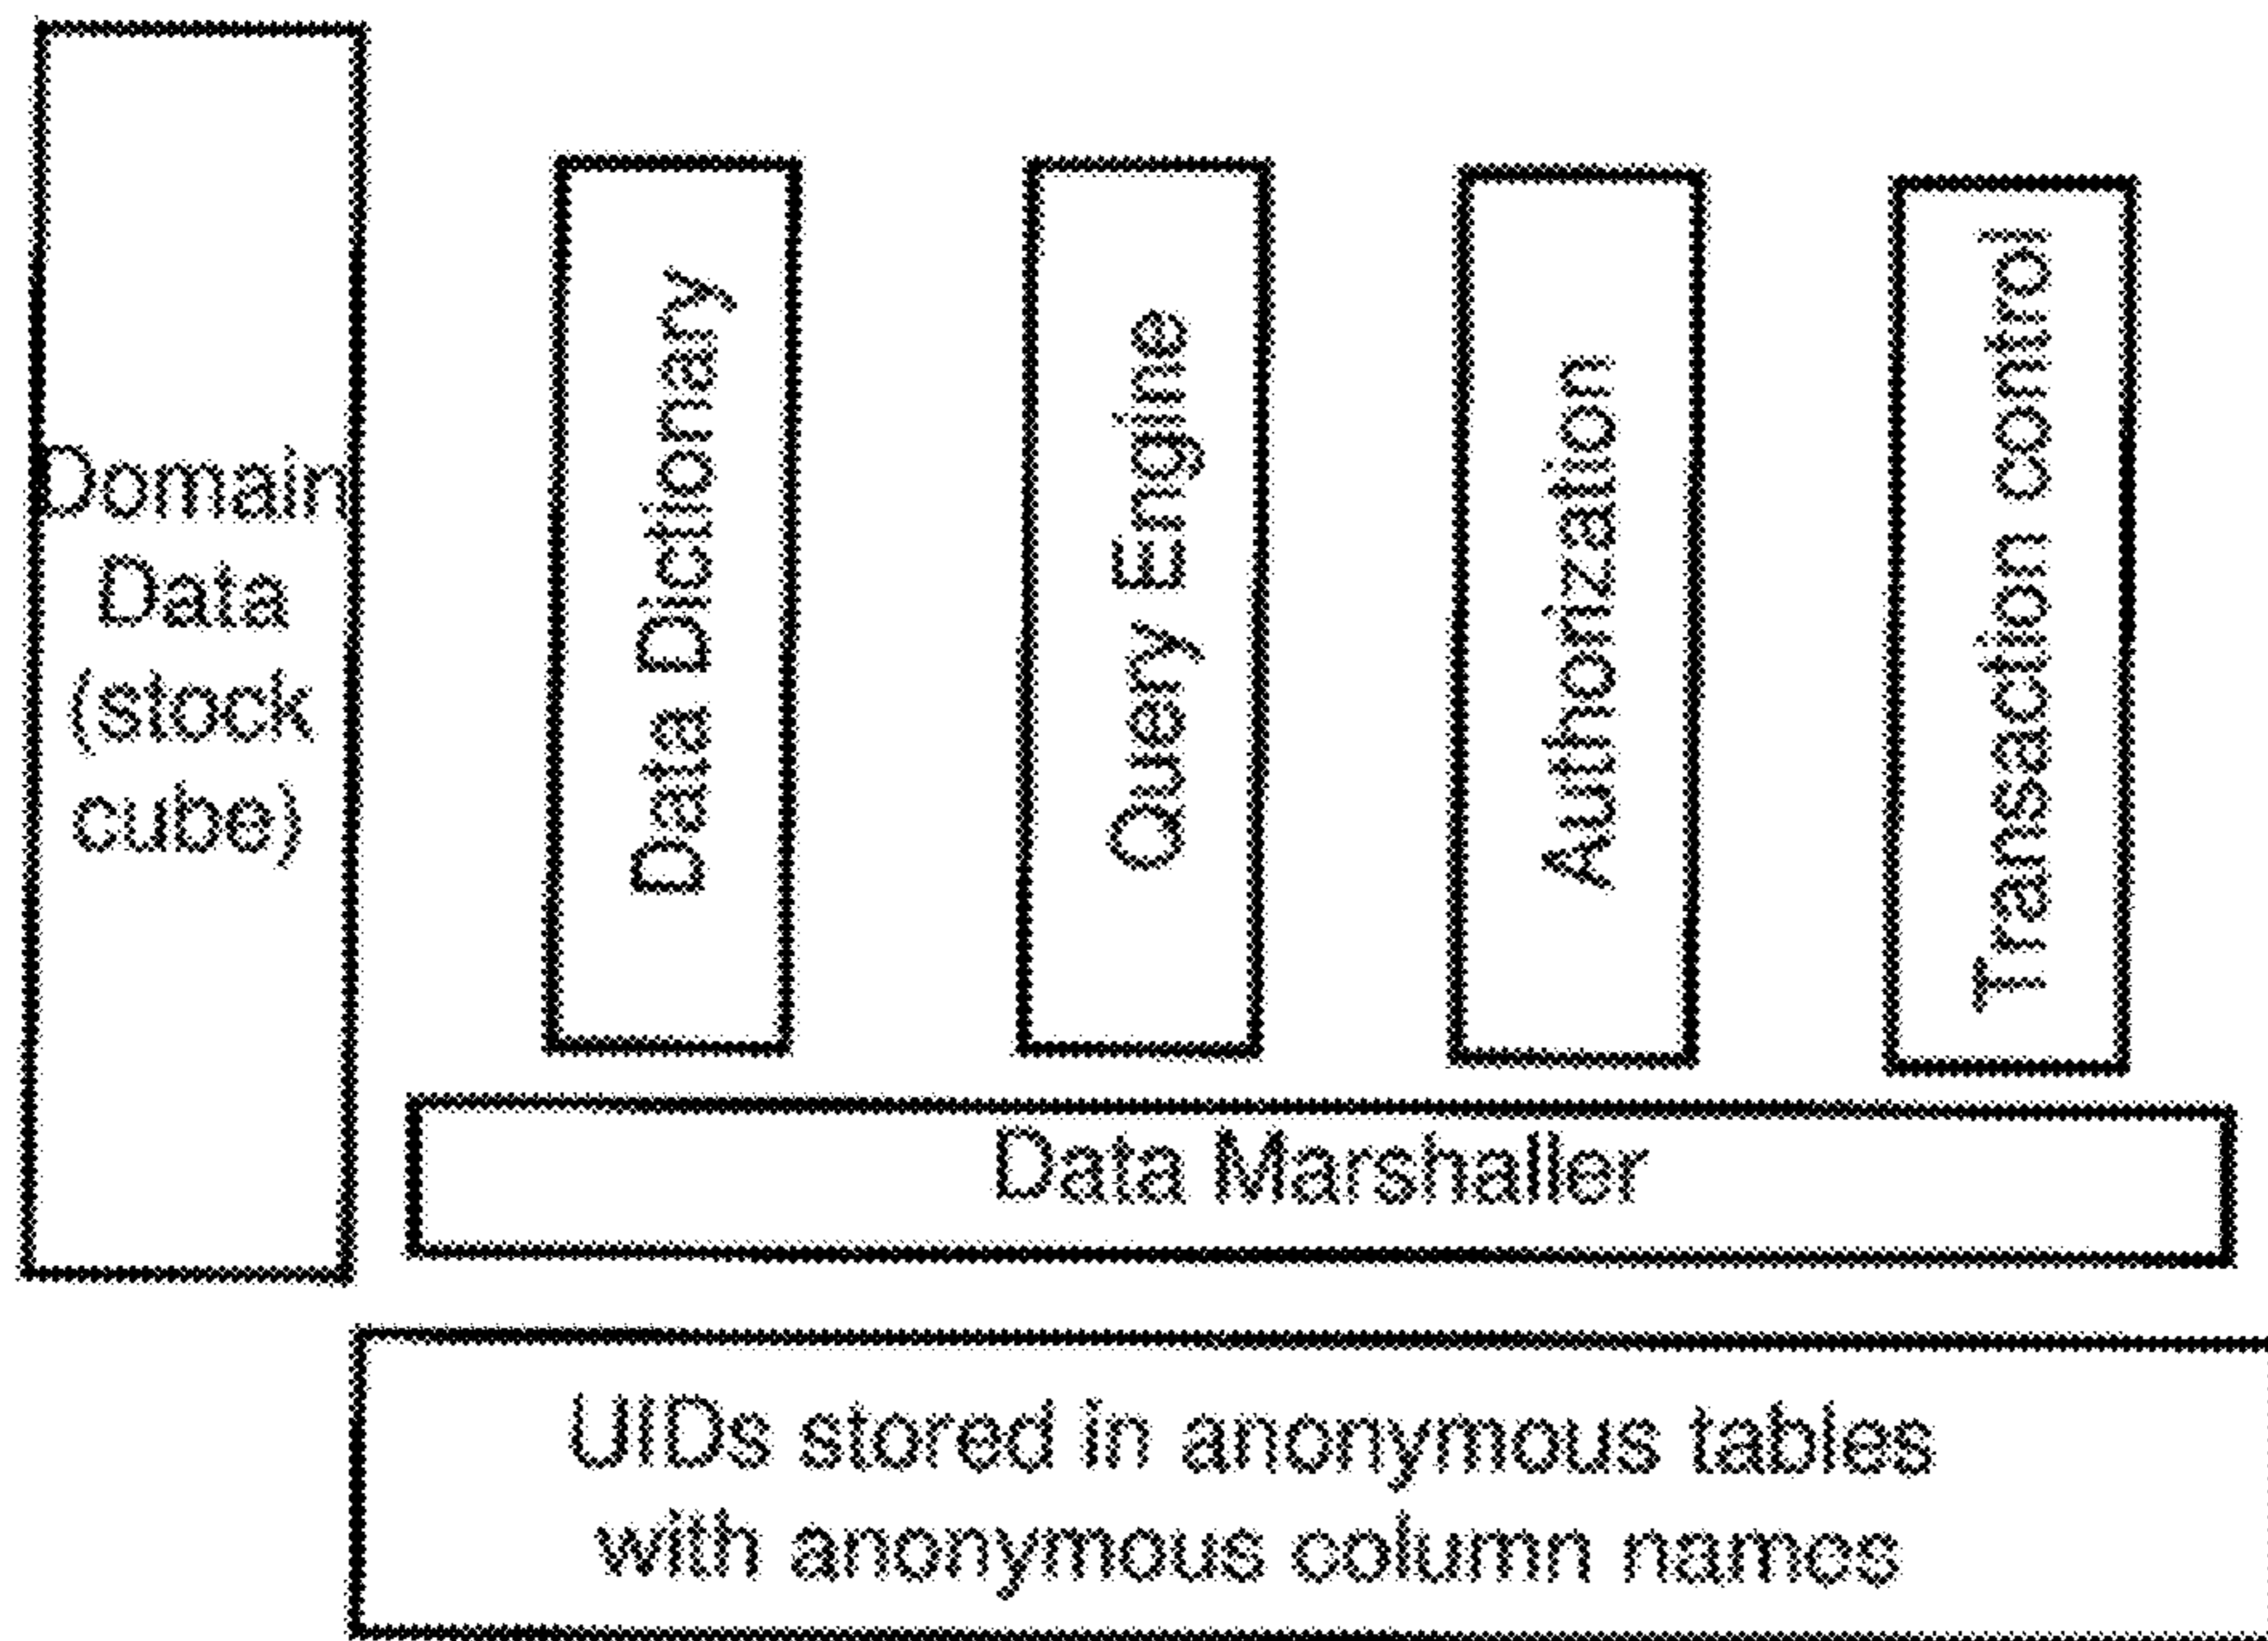 Domain
Data
(stock
cube)
Data Dictionary
Query Engine
Authorization
Transaction control
Data Marshaller
UIDs stored in anonymous tables
with anonymous column names